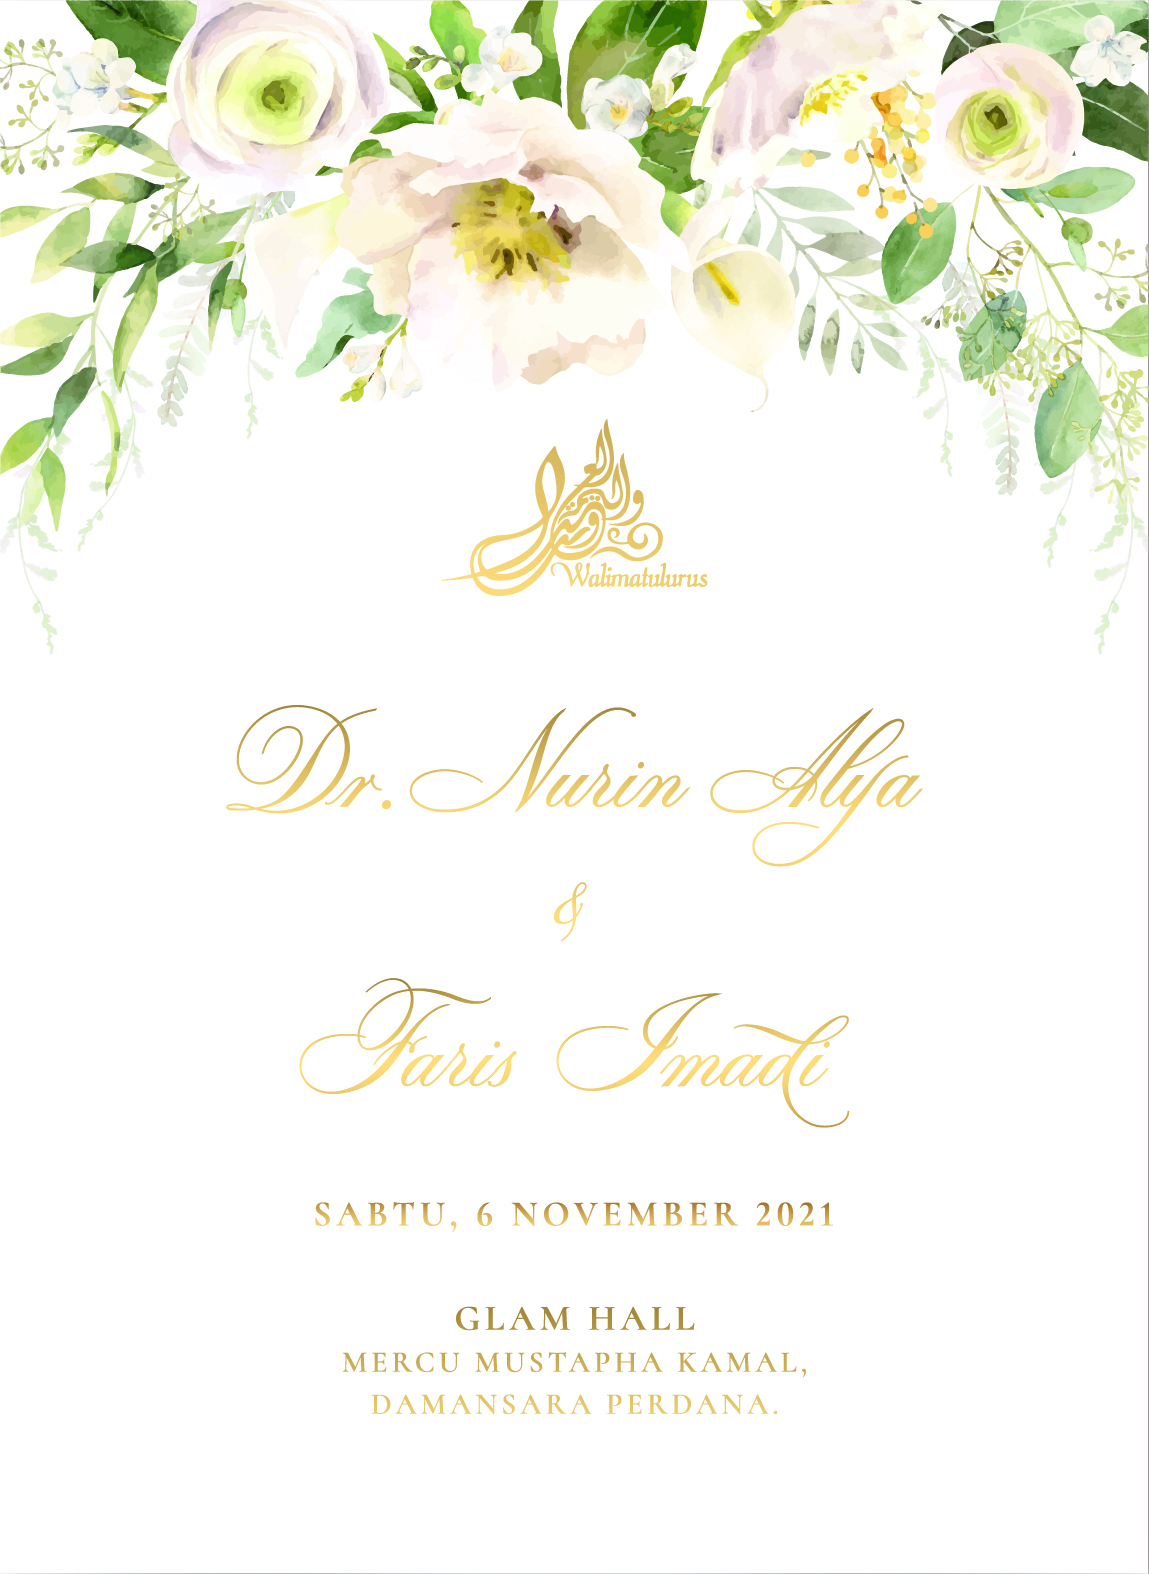 Walimatulurus
Dr. Nurin Alya
&
Faris Imadi
SABTU, 6 NOVEMBER 2021
GLAM HALL
MERCU MUSTAPHA KAMAL,
DAMANSARA PERDANA.